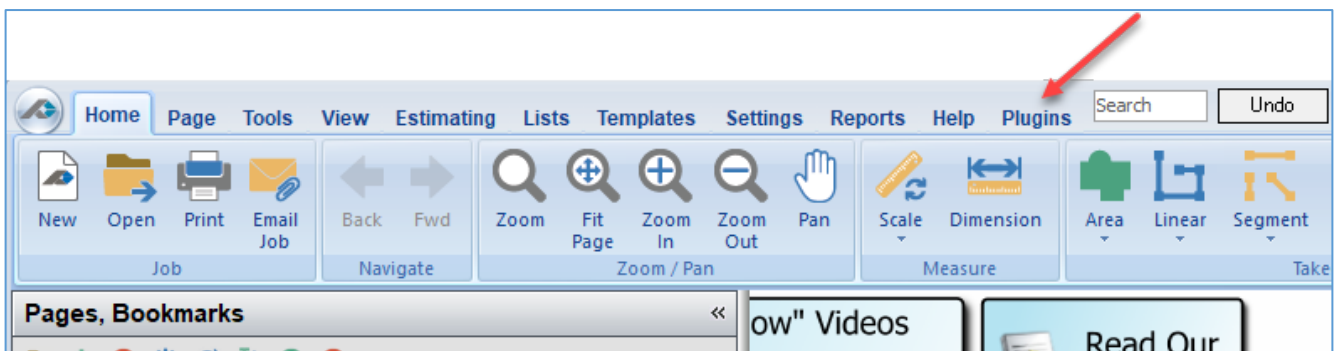 Home Page Tools View Estimating Lists Templates Settings Reports Help Plugins Search Undo
New Open Print Email Job Back Fwd Zoom Fit Page Zoom In Zoom Out Pan Scale Dimension Area Linear Segment
Job Navigate Zoom / Pan Measure Take
Pages, Bookmarks «
ow" Videos
Read Our